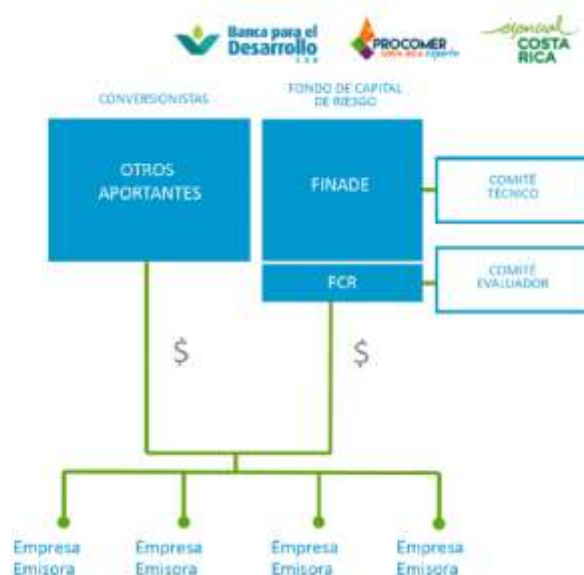 Banca para el
Desarrollo
PROCOMER
esencial
COSTA
RICA
CONVERSIONISTAS
FONDO DE CAPITAL
DE RIESGO
OTROS
APORTANTES
FINADE
COMITÉ
TÉCNICO
FCR
COMITÉ
EVALUADOR
$
$
Empresa
Emisora
Empresa
Emisora
Empresa
Emisora
Empresa
Emisora